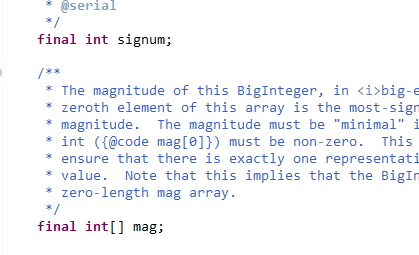 * @serial
*/
final int signum;
/**
* The magnitude of this BigInteger, in <i>big-e
* zeroth element of this array is the most-sign
* magnitude.  The magnitude must be "minimal" i
* int ({@code mag[0]}) must be non-zero.  This
* ensure that there is exactly one representati
* value.  Note that this implies that the BigIn
* zero-length mag array.
*/
final int[] mag;